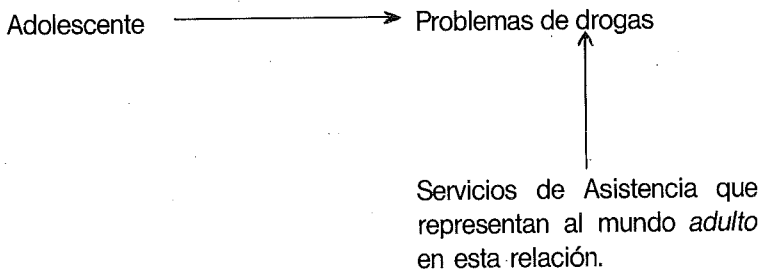 Adolescente
Problemas de drogas
Servicios de Asistencia que
representan al mundo adulto
en esta relación.